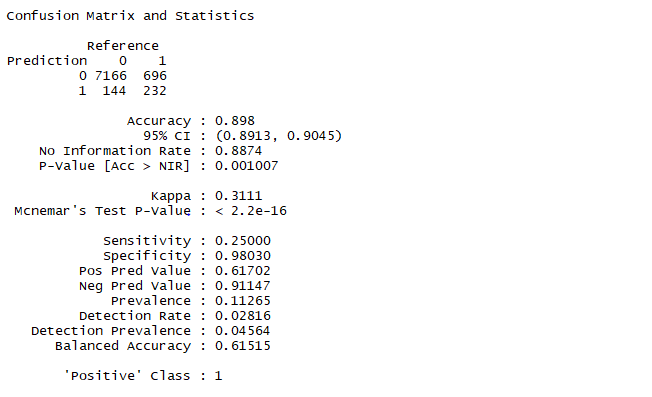 Confusion Matrix and Statistics
Reference
Prediction 0 1
0 7166 696
1 144 232
Accuracy : 0.898
95% CI : (0.8913, 0.9045)
No Information Rate : 0.8874
P-Value [Acc > NIR] : 0.001007
Kappa : 0.3111
Mcnemar's Test P-Value : < 2.2e-16
Sensitivity : 0.25000
Specificity : 0.98030
Pos Pred Value : 0.61702
Neg Pred Value : 0.91147
Prevalence : 0.11265
Detection Rate : 0.02816
Detection Prevalence : 0.04564
Balanced Accuracy : 0.61515
'Positive' Class : 1